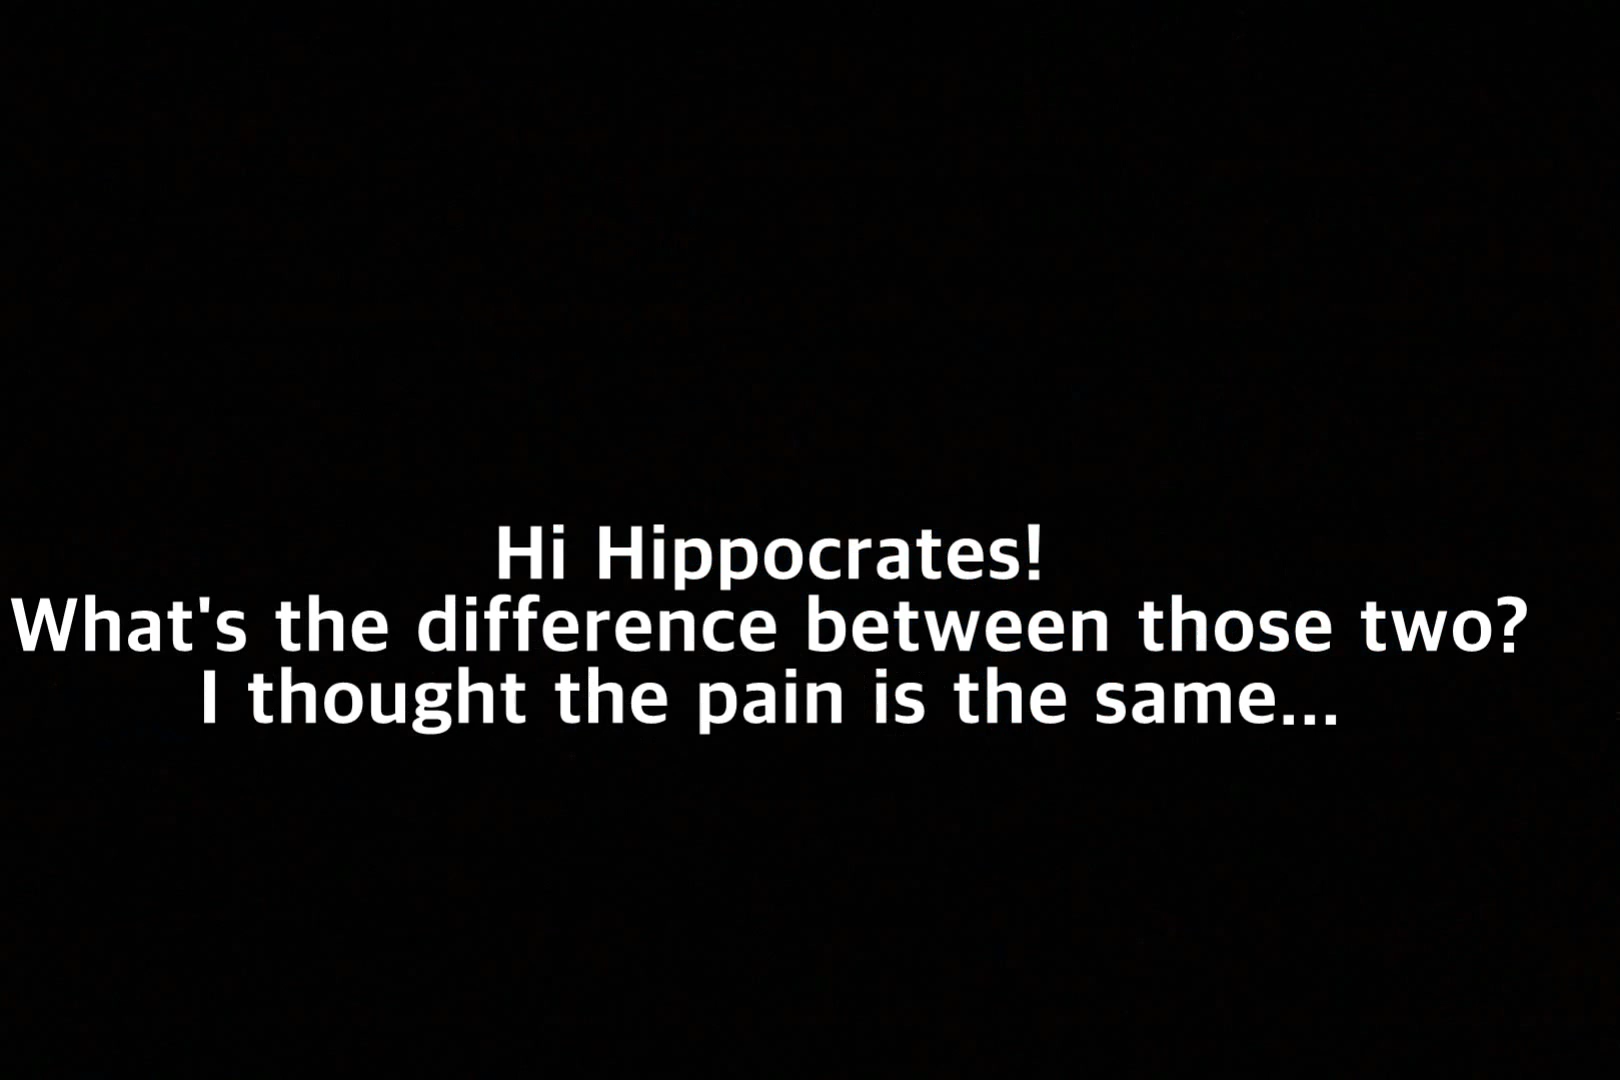 Hi Hippocrates!
What's the difference between those two?
I thought the pain is the same...